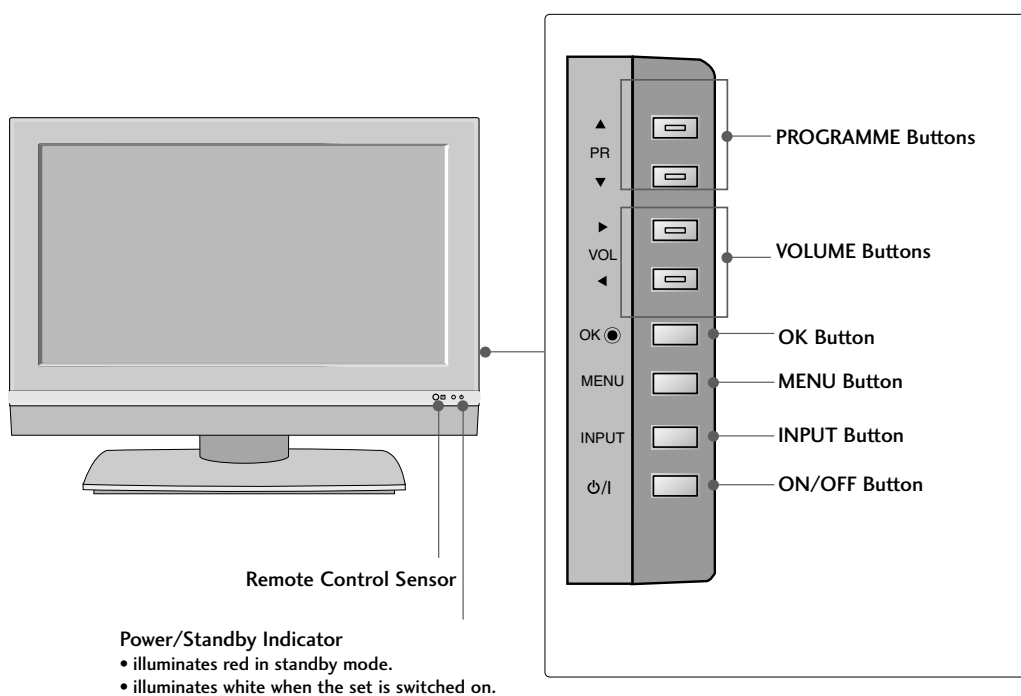 ▲
PR
▼
PROGRAMME Buttons
►
VOL
◄
VOLUME Buttons
OK ◉
OK Button
MENU
MENU Button
INPUT
INPUT Button
⏻/I
ON/OFF Button
Remote Control Sensor
Power/Standby Indicator
• illuminates red in standby mode.
• illuminates white when the set is switched on.